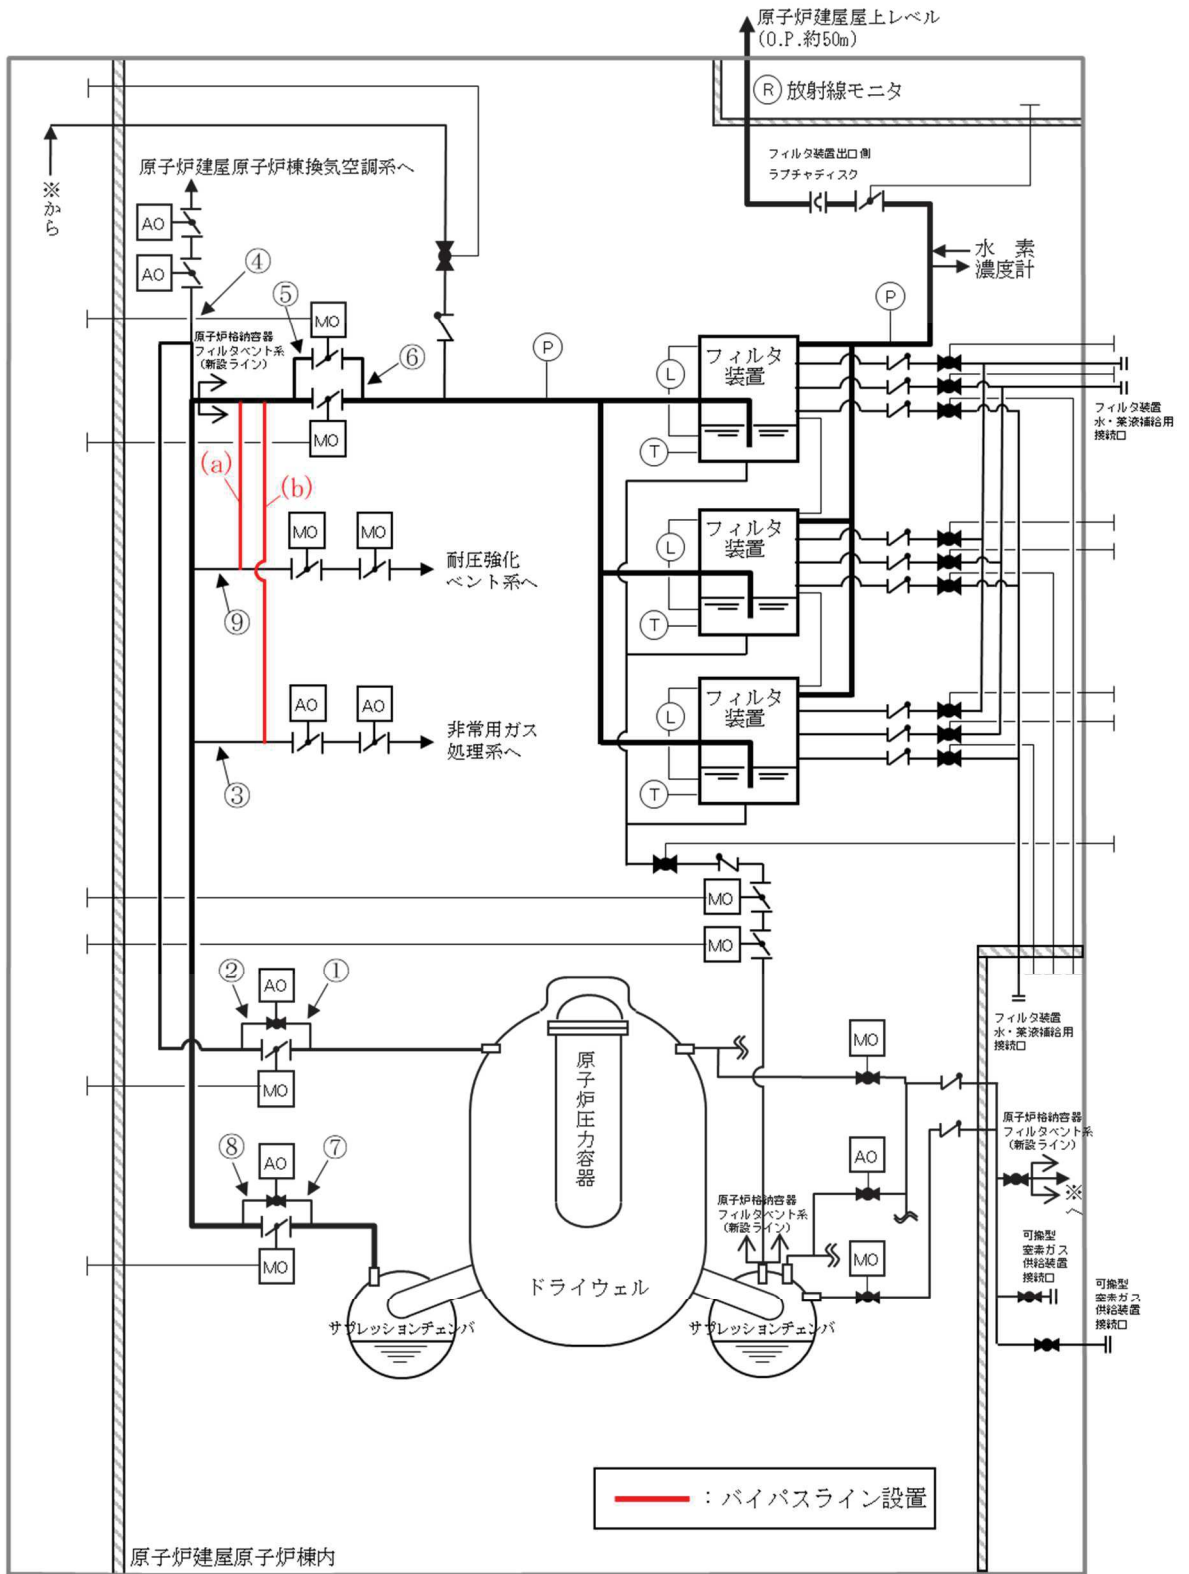 原子炉建屋屋上レベル
(O.P.約50m)
R 放射線モニタ
フィルタ装置出口側
ラプチャディスク
※から
原子炉建屋原子炉棟換気空調系へ
AO
AO
④
⑤
MO
⑥
原子炉格納容器
フィルタベント系
(新設ライン)
MO
P
P
水 素
濃度計
フィルタ
装置
L
T
フィルタ装置
水・薬液補給用
接続口
(a)
(b)
MO
MO
耐圧強化
ベント系へ
⑨
フィルタ
装置
L
T
AO
AO
非常用ガス
処理系へ
③
フィルタ
装置
L
T
MO
MO
②
①
AO
MO
フィルタ装置
水・薬液補給用
接続口
原子炉圧力容器
MO
⑧
⑦
AO
MO
AO
MO
原子炉格納容器
フィルタベント系
(新設ライン)
原子炉格納容器
フィルタベント系
(新設ライン)
※へ
可搬型
窒素ガス
供給装置
接続口
可搬型
窒素ガス
供給装置
接続口
ドライウェル
サプレッションチェンバ
サプレッションチェンバ
：バイパスライン設置
原子炉建屋原子炉棟内